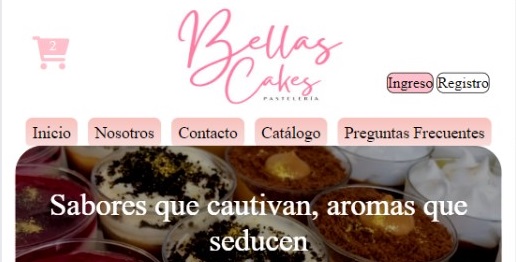 2
Bellas
Cakes
PASTELERÍA
Ingreso Registro
Inicio Nosotros Contacto Catálogo Preguntas Frecuentes
Sabores que cautivan, aromas que
seducen